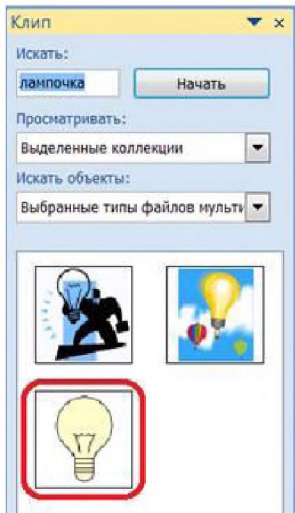 Клип
Искать:
лампочка Начать
Просматривать:
Выделенные коллекции
Искать объекты:
Выбранные типы файлов мульти